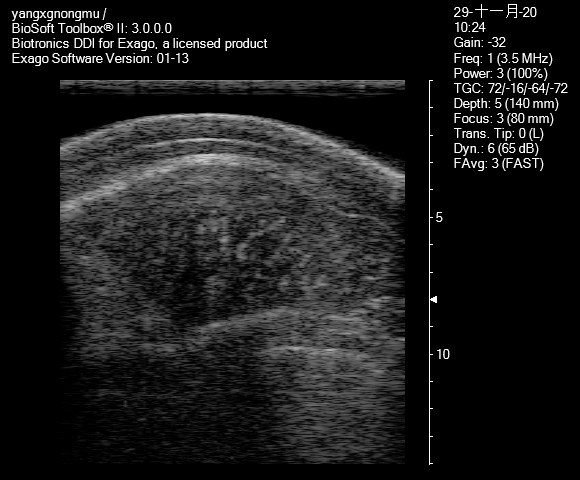 yangxgnongmu /
BioSoft Toolbox® II: 3.0.0.0
Biotronics DDI for Exago, a licensed product
Exago Software Version: 01-13
29-十一月-20
10:24
Gain: -32
Freq: 1 (3.5 MHz)
Power: 3 (100%)
TGC: 72/-16/-64/-72
Depth: 5 (140 mm)
Focus: 3 (80 mm)
Trans. Tip: 0 (L)
Dyn.: 6 (65 dB)
FAvg: 3 (FAST)
5
10